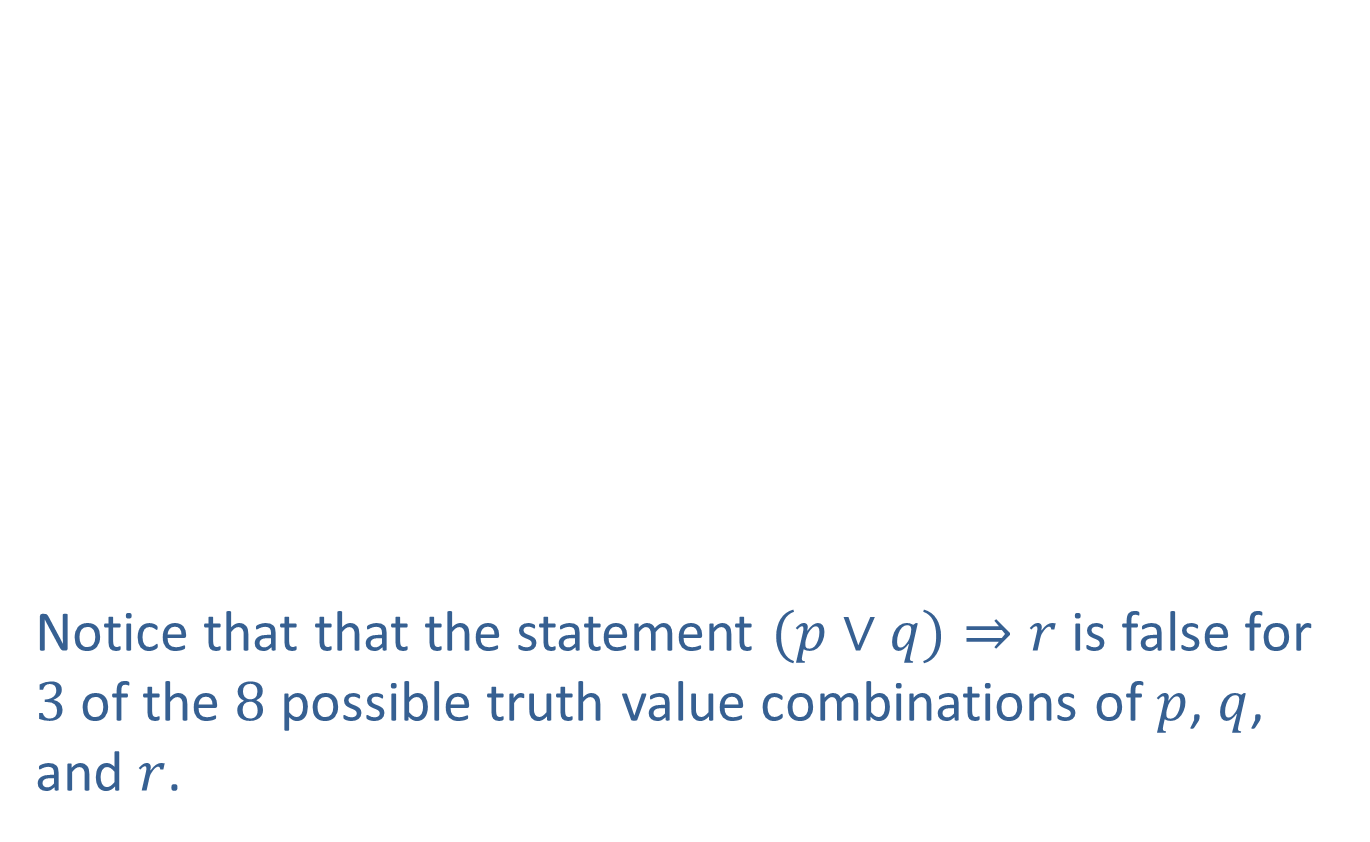 Notice that that the statement (𝑝 ∨ 𝑞) ⇒ 𝑟 is false for
3 of the 8 possible truth value combinations of 𝑝, 𝑞,
and 𝑟.